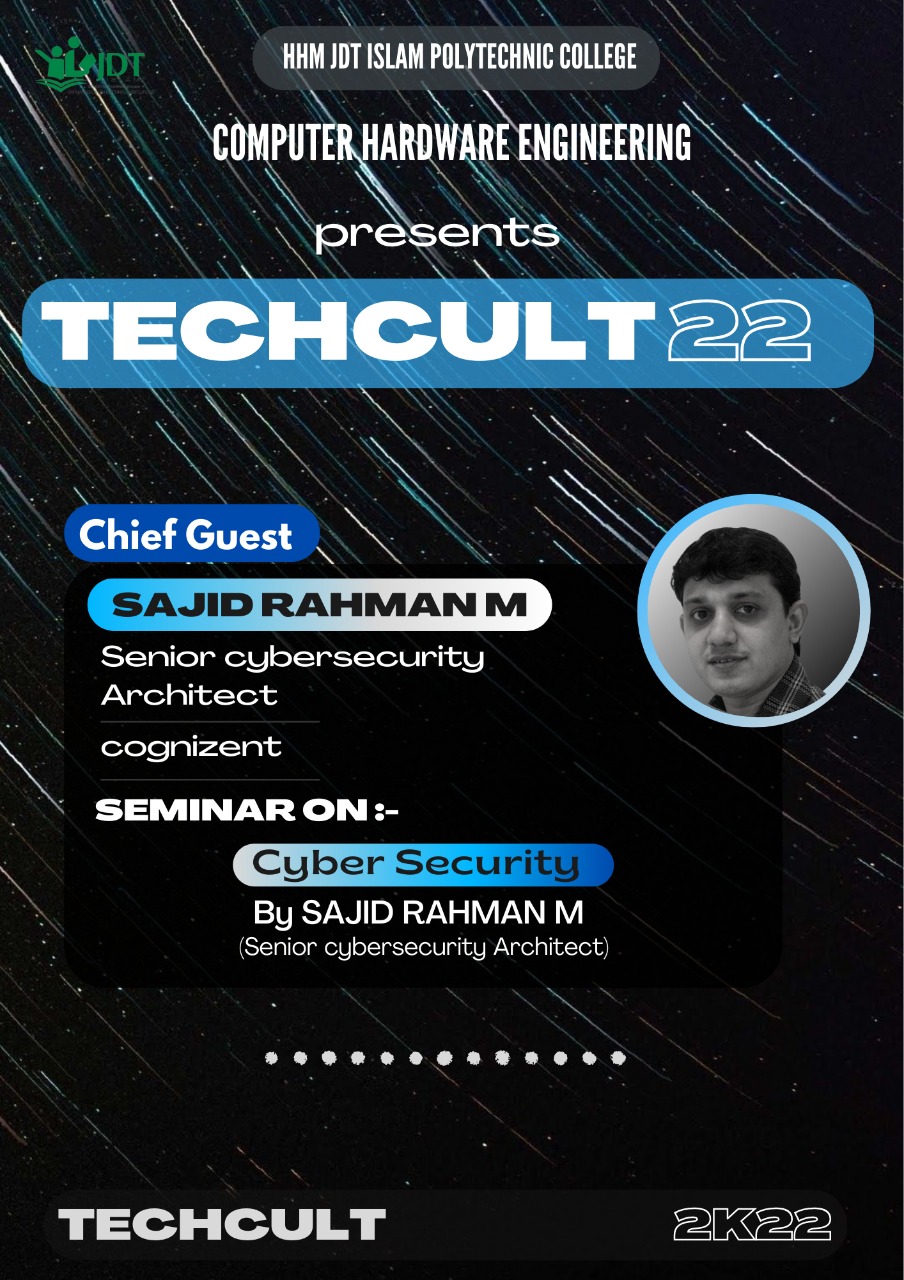 JDT
HHM JDT ISLAM POLYTECHNIC COLLEGE
COMPUTER HARDWARE ENGINEERING
presents
TECHCULT 22
Chief Guest
SAJID RAHMAN M
Senior cybersecurity
Architect
cognizent
SEMINAR ON :-
Cyber Security
By SAJID RAHMAN M
(Senior cybersecurity Architect)
TECHCULT
2K22